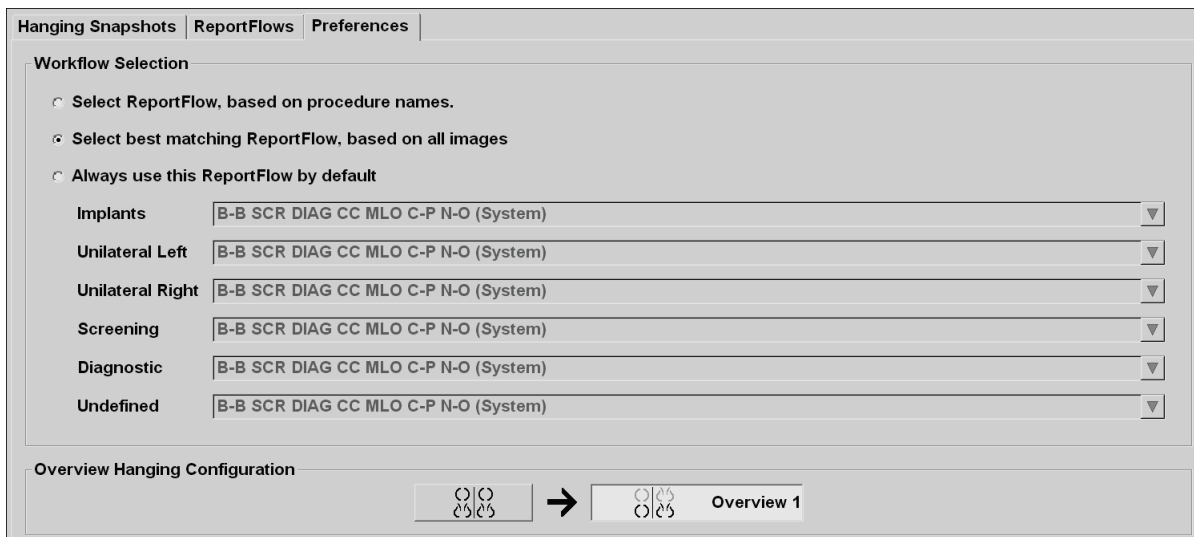 Hanging Snapshots ReportFlows Preferences
Workflow Selection
Select ReportFlow, based on procedure names.
Select best matching ReportFlow, based on all images
Always use this ReportFlow by default
Implants B-B SCR DIAG CC MLO C-P N-O (System)
Unilateral Left B-B SCR DIAG CC MLO C-P N-O (System)
Unilateral Right B-B SCR DIAG CC MLO C-P N-O (System)
Screening B-B SCR DIAG CC MLO C-P N-O (System)
Diagnostic B-B SCR DIAG CC MLO C-P N-O (System)
Undefined B-B SCR DIAG CC MLO C-P N-O (System)
Overview Hanging Configuration
Overview 1